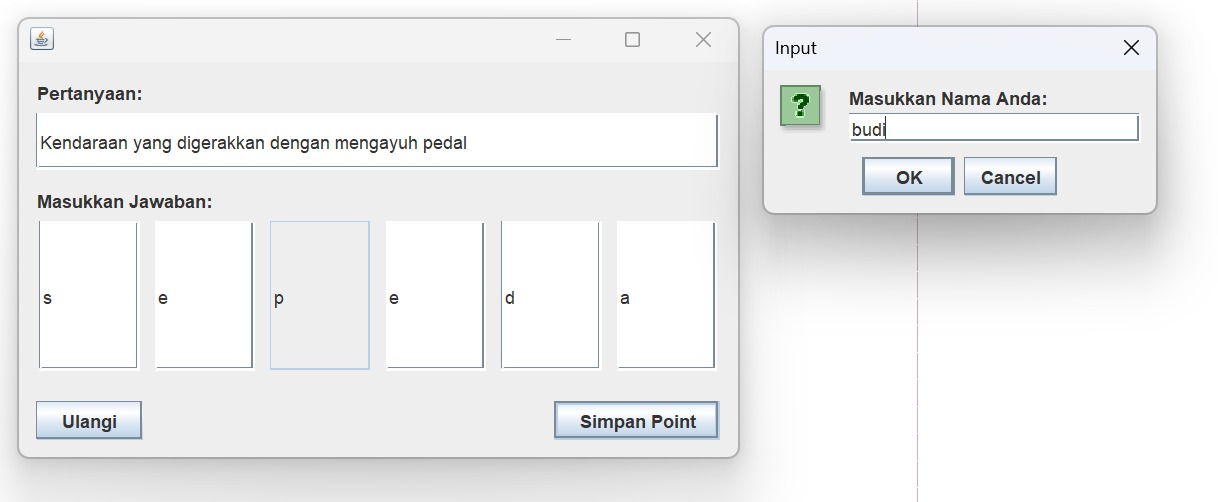 Pertanyaan:
Kendaraan yang digerakkan dengan mengayuh pedal
Masukkan Jawaban:
s e p e d a
Ulangi Simpan Point
Input
?
Masukkan Nama Anda:
budi
OK Cancel